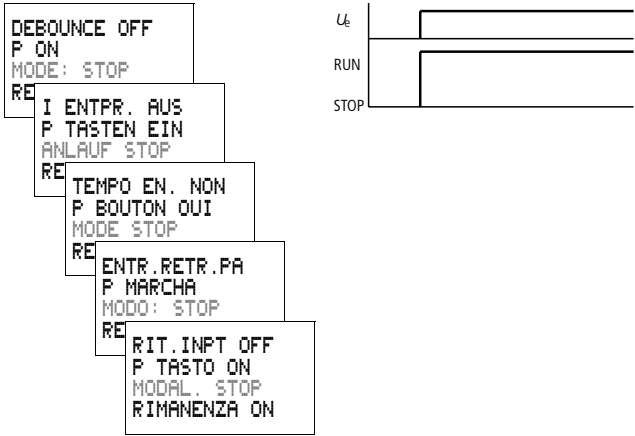 DEBOUNCE OFF
P ON
MODE: STOP
RE
I ENTPR. AUS
P TASTEN EIN
ANLAUF STOP
RE
TEMPO EN. NON
P BOUTON OUI
MODE STOP
RE
ENTR.RETR.PA
P MARCHA
MODO: STOP
RE
RIT.INPT OFF
P TASTO ON
MODAL. STOP
RIMANENZA ON
Ue
RUN
STOP